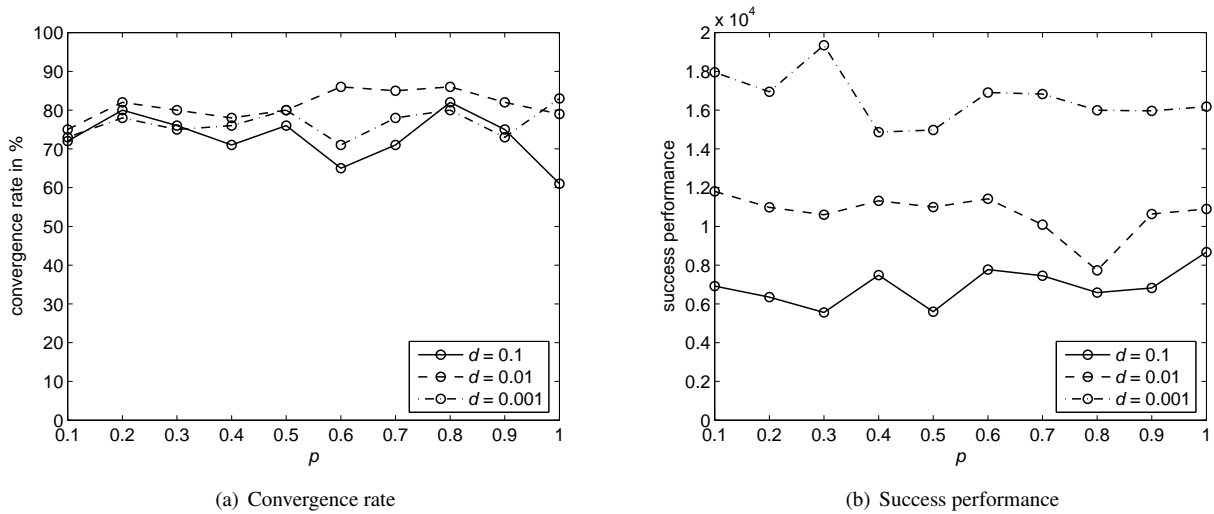 100
90
80
70
60
50
40
30
20
10
0
convergence rate in %
0.1 0.2 0.3 0.4 0.5 0.6 0.7 0.8 0.9 1
p
d = 0.1
d = 0.01
d = 0.001
(a) Convergence rate
x 10^4
2
1.8
1.6
1.4
1.2
1
0.8
0.6
0.4
0.2
0
success performance
0.1 0.2 0.3 0.4 0.5 0.6 0.7 0.8 0.9 1
p
d = 0.1
d = 0.01
d = 0.001
(b) Success performance